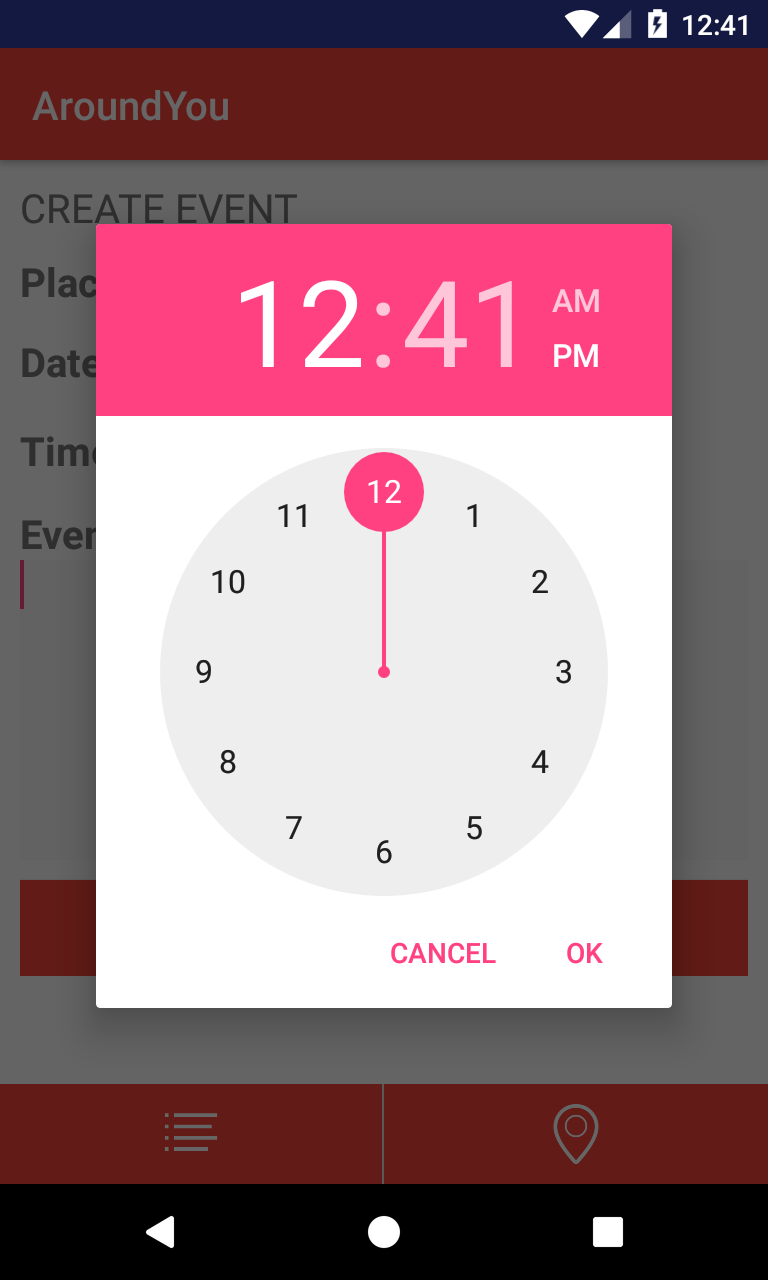 12:41
AroundYou
CREATE EVENT
Plac
Date
Time
Even
12:41
AM
PM
12
11
1
10
2
9
3
8
4
7
5
6
CANCEL
OK